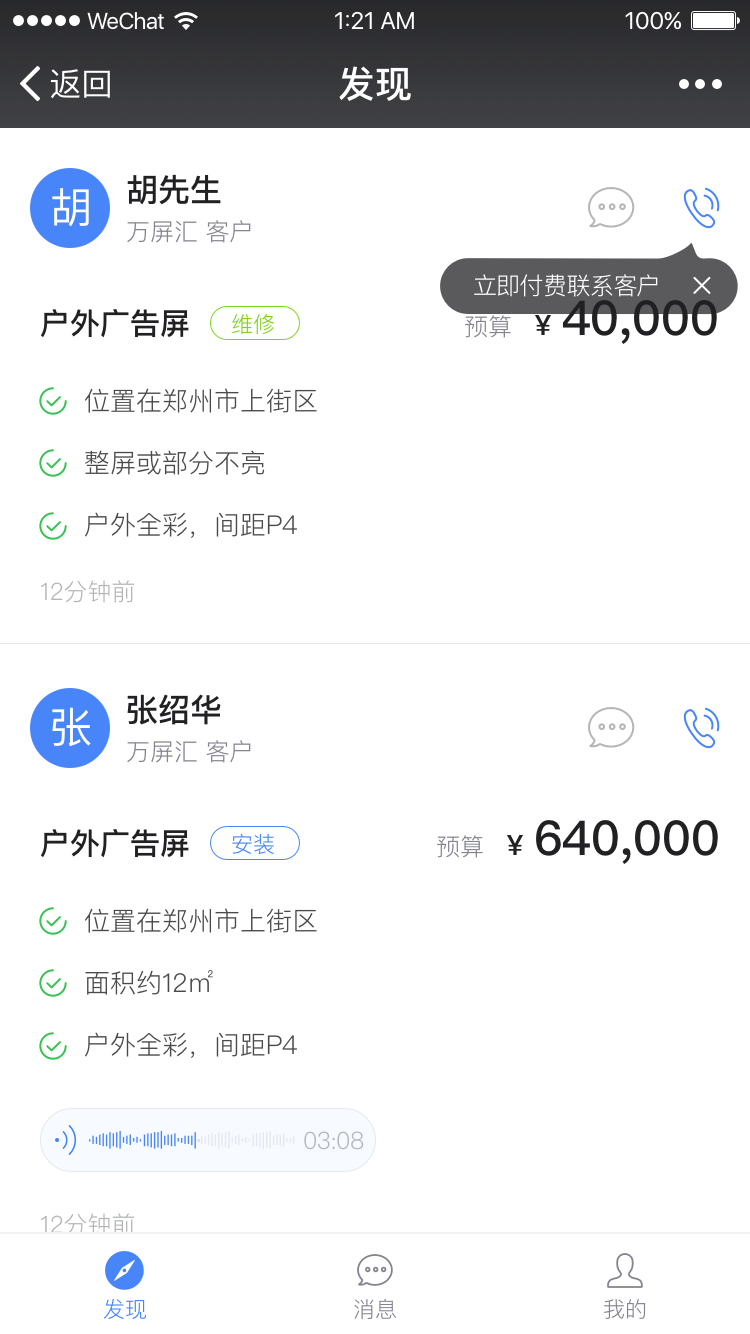 WeChat 1:21 AM 100%
返回 发现
胡 胡先生
万屏汇 客户
立即付费联系客户
户外广告屏 维修 预算 ¥ 40,000
位置在郑州市上街区
整屏或部分不亮
户外全彩，间距P4
12分钟前
张 张绍华
万屏汇 客户
户外广告屏 安装 预算 ¥ 640,000
位置在郑州市上街区
面积约12㎡
户外全彩，间距P4
03:08
12分钟前
发现 消息 我的